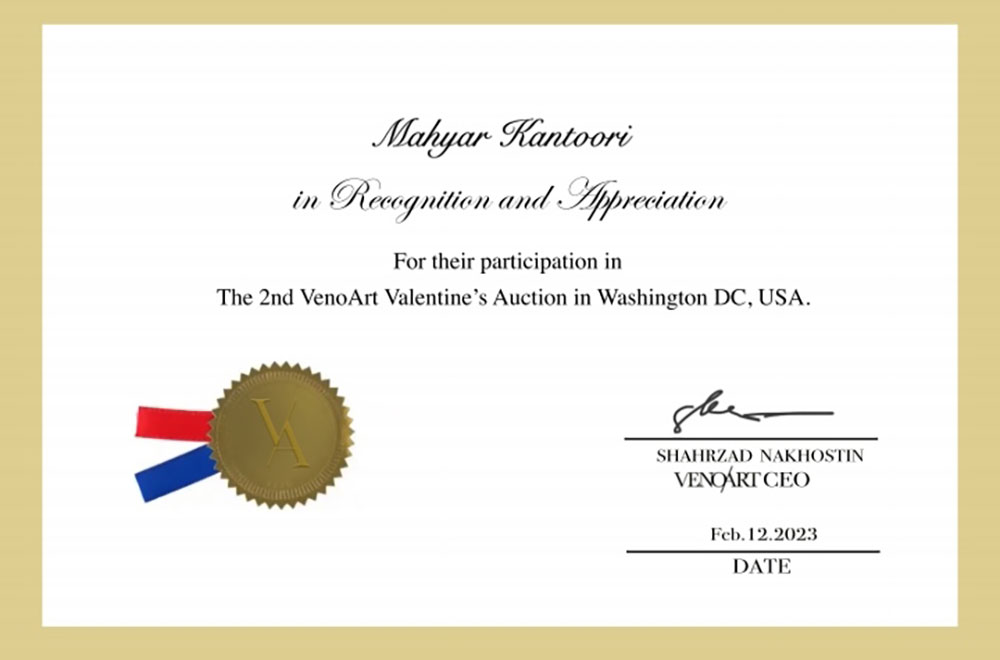 Mahyar Kantoori
in Recognition and Appreciation
For their participation in
The 2nd VenoArt Valentine’s Auction in Washington DC, USA.
VA
SHAHRZAD NAKHOSTIN
VENOART CEO
Feb.12.2023
DATE